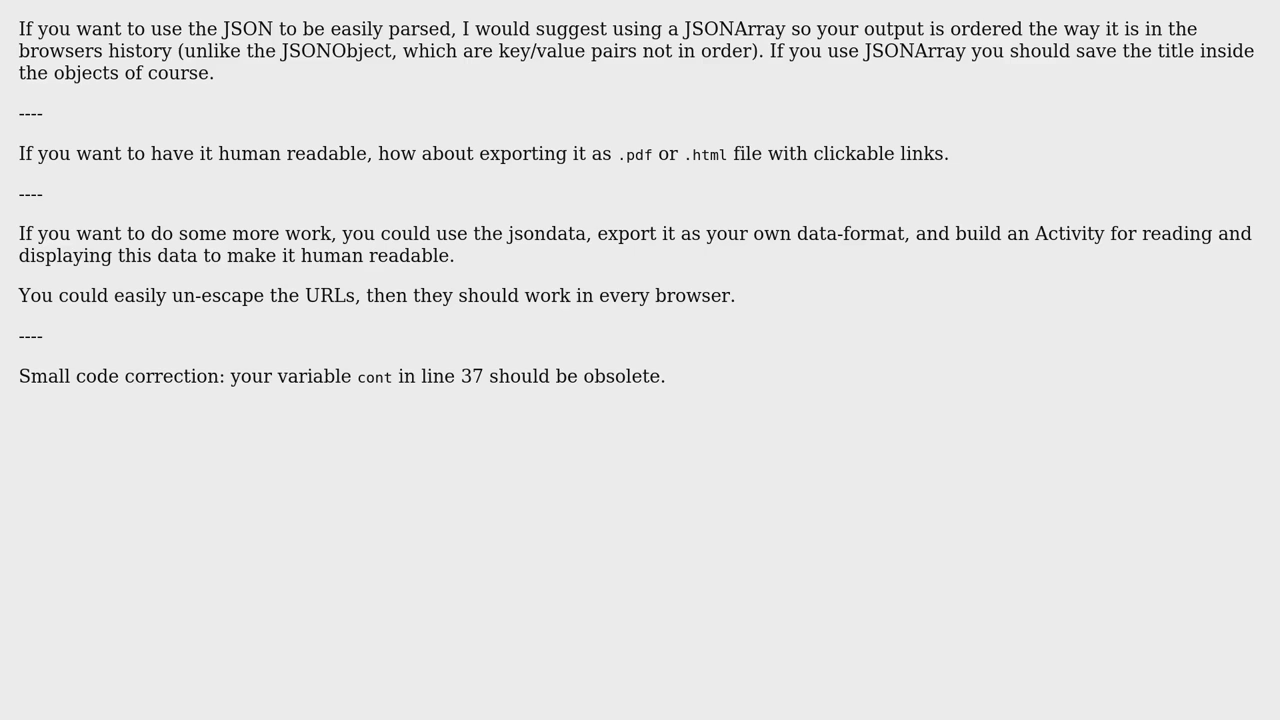 If you want to use the JSON to be easily parsed, I would suggest using a JSONArray so your output is ordered the way it is in the
browsers history (unlike the JSONObject, which are key/value pairs not in order). If you use JSONArray you should save the title inside
the objects of course.
----
If you want to have it human readable, how about exporting it as .pdf or .html file with clickable links.
----
If you want to do some more work, you could use the jsondata, export it as your own data-format, and build an Activity for reading and
displaying this data to make it human readable.
You could easily un-escape the URLs, then they should work in every browser.
----
Small code correction: your variable cont in line 37 should be obsolete.